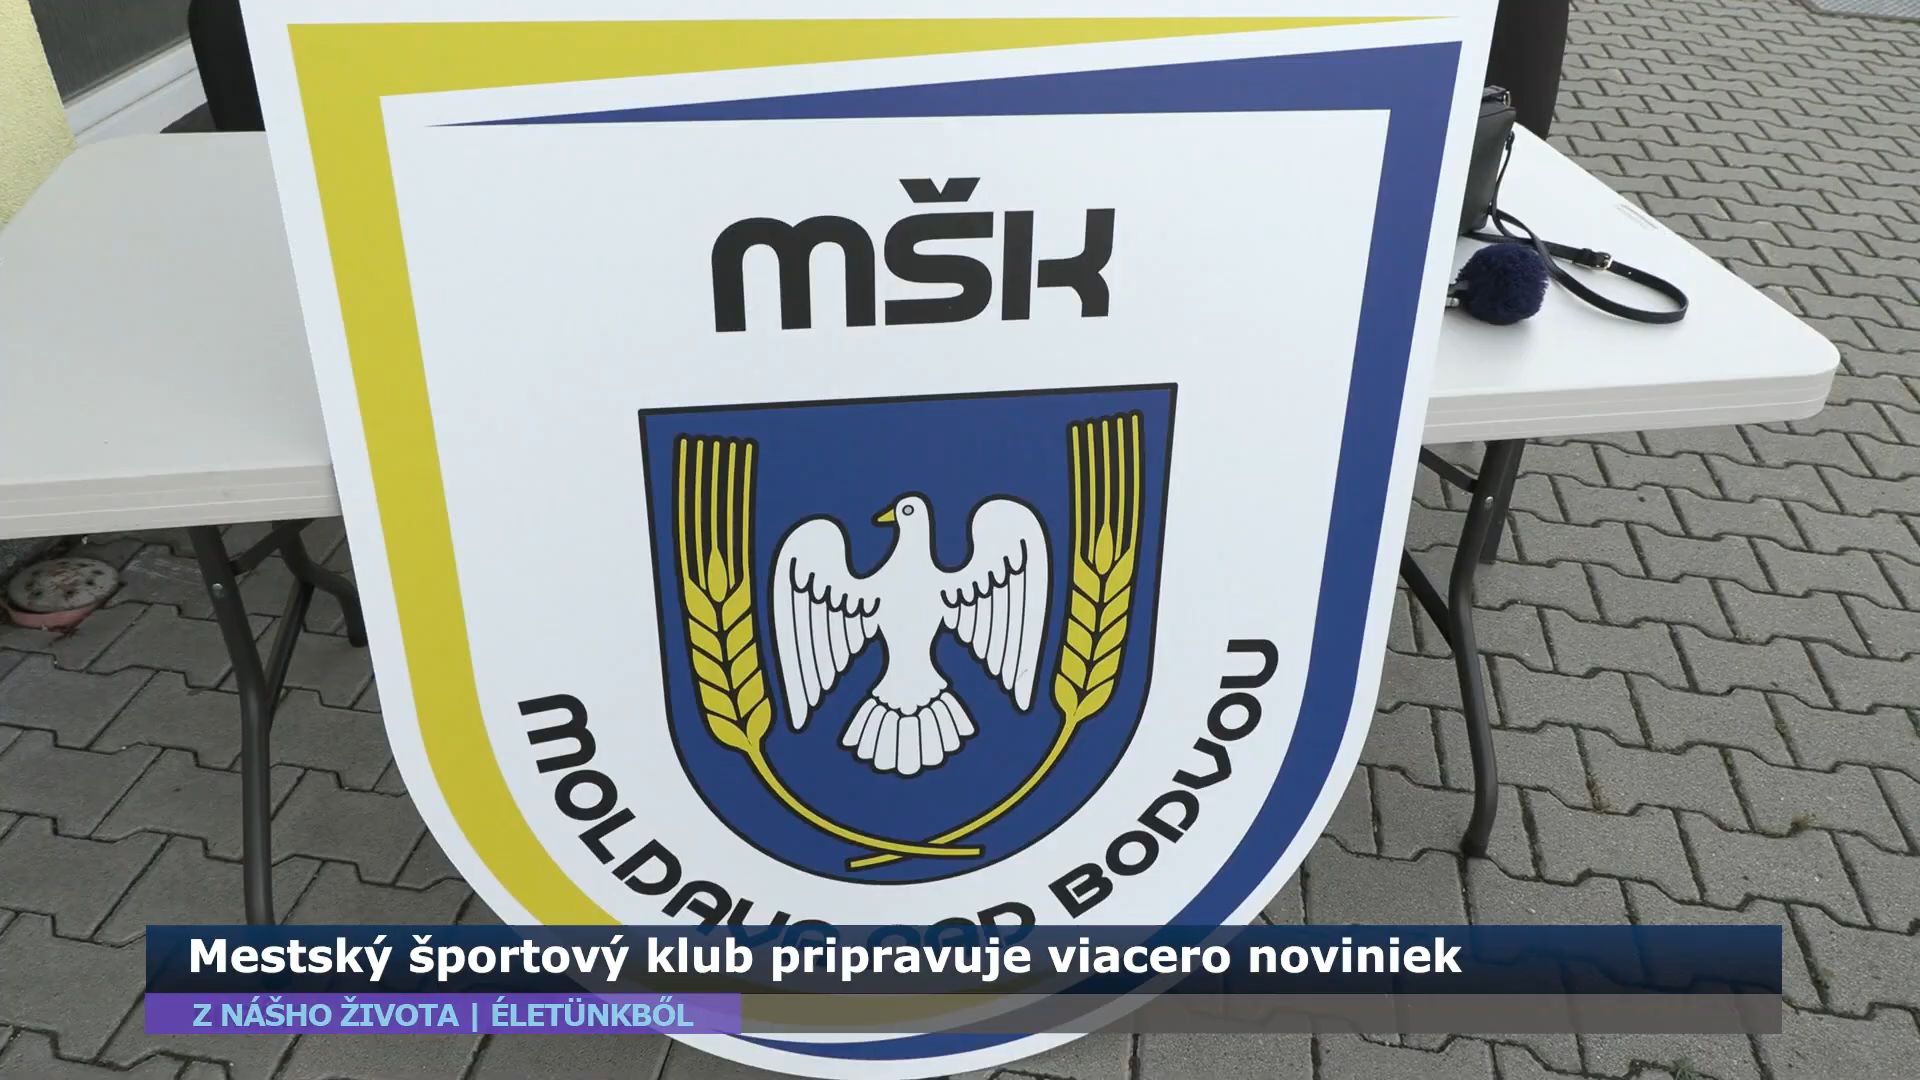 MŠK
MOLDAVA NAD BODVOU
Mestský športový klub pripravuje viacero noviniek
Z NÁŠHO ŽIVOTA | ÉLETÜNKBŐL